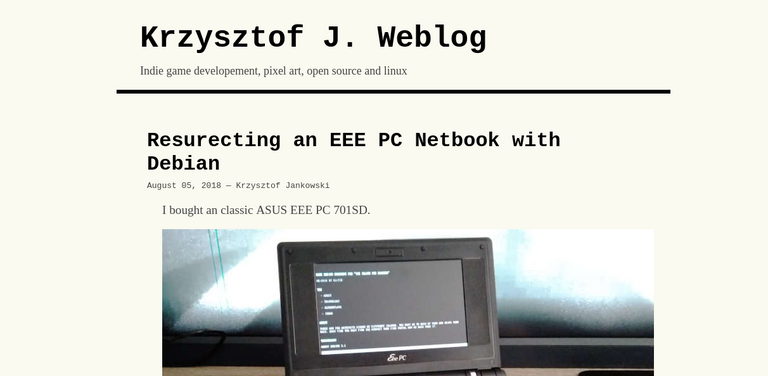 Krzysztof J. Weblog
Indie game developement, pixel art, open source and linux
Resurecting an EEE PC Netbook with
Debian
August 05, 2018 — Krzysztof Jankowski
I bought an classic ASUS EEE PC 701SD.
Eee PC